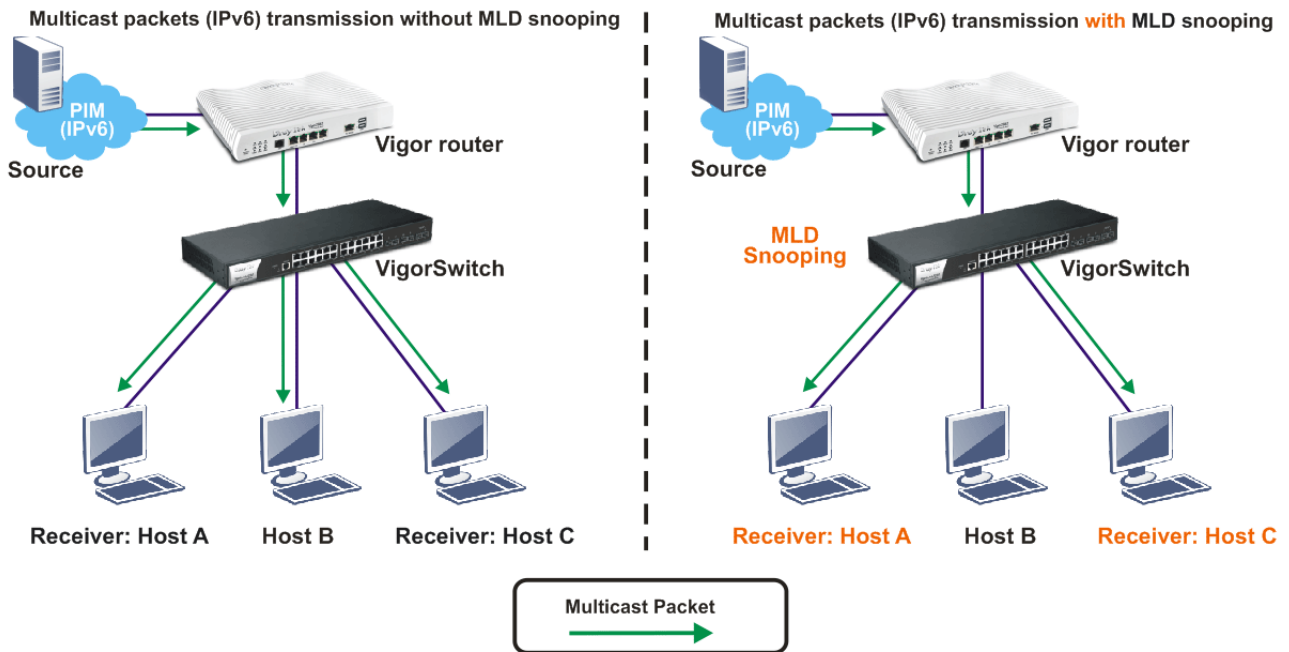 Multicast packets (IPv6) transmission without MLD snooping
PIM
(IPv6)
Source
Vigor router
VigorSwitch
Receiver: Host A
Host B
Receiver: Host C
Multicast packets (IPv6) transmission with MLD snooping
PIM
(IPv6)
Source
Vigor router
MLD
Snooping
VigorSwitch
Receiver: Host A
Host B
Receiver: Host C
Multicast Packet